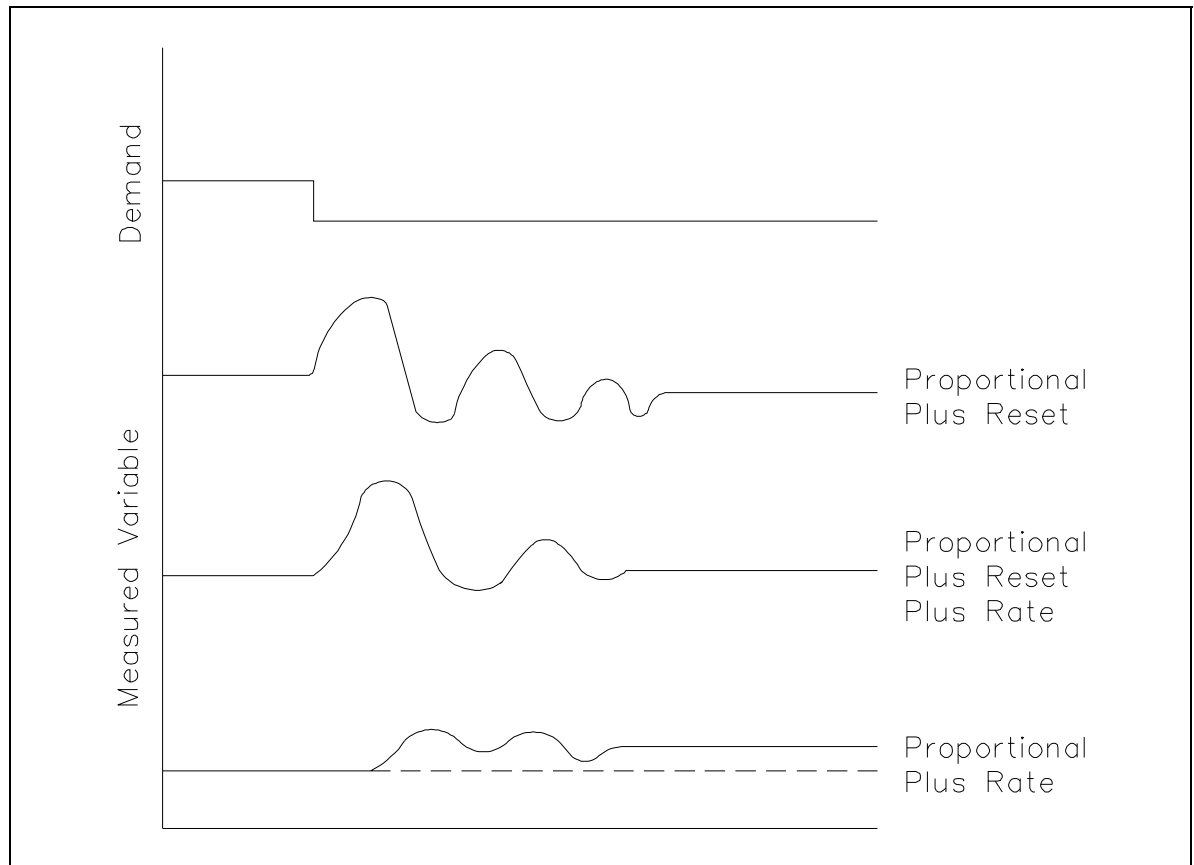 Demand
Measured Variable
Proportional
Plus Reset
Proportional
Plus Reset
Plus Rate
Proportional
Plus Rate